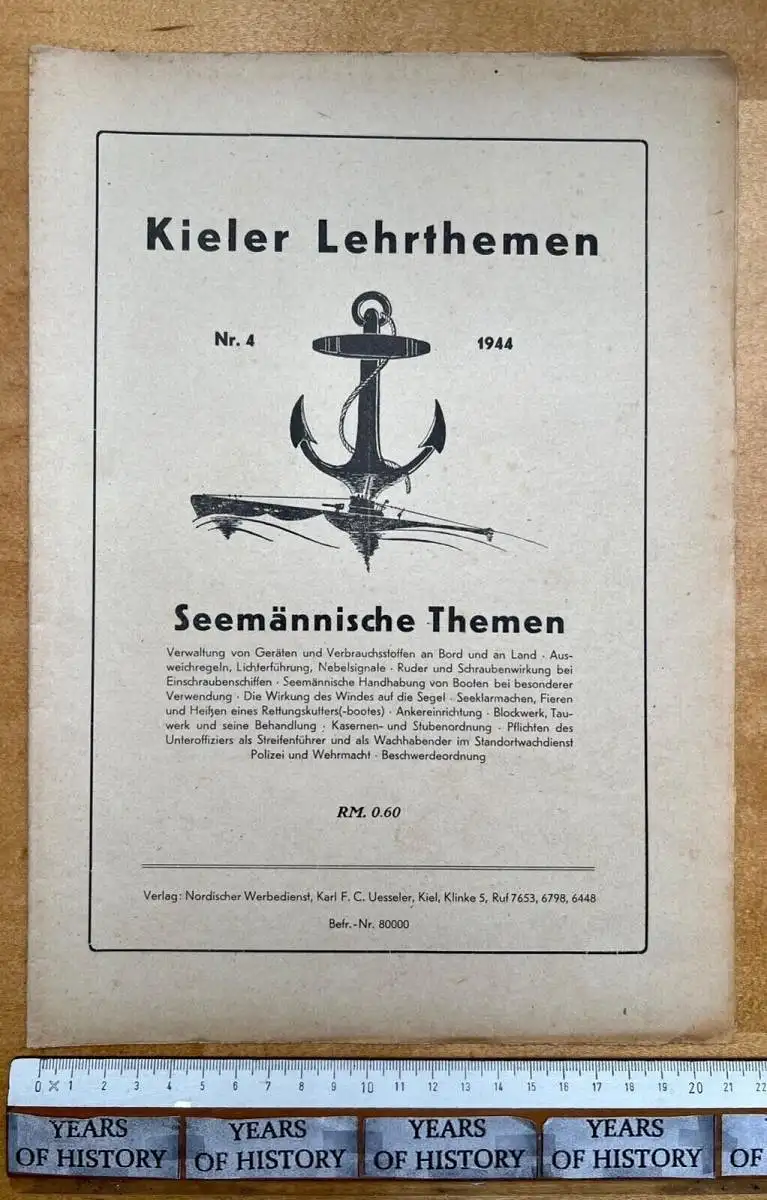 Kieler Lehrthemen
Nr. 4
1944
Seemännische Themen
Verwaltung von Geräten und Verbrauchsstoffen an Bord und an Land · Aus-
weichregeln, Lichterführung, Nebelsignale · Ruder und Schraubenwirkung bei
Einschraubenschiffen · Seemännische Handhabung von Booten bei besonderer
Verwendung · Die Wirkung des Windes auf die Segel · Seeklarmachen, Fieren
und Heißen eines Rettungskutters(-bootes) · Ankereinrichtung · Blockwerk, Tau-
werk und seine Behandlung · Kasernen- und Stubenordnung · Pflichten des
Unteroffiziers als Streifenführer und als Wachhabender im Standortwachdienst
Polizei und Wehrmacht · Beschwerdeordnung
RM. 0.60
Verlag: Nordischer Werbedienst, Karl F. C. Uesseler, Kiel, Klinke 5, Ruf 7653, 6798, 6448
Befr.-Nr. 80000
0 1 2 3 4 5 6 7 8 9 10 11 12 13 14 15 16 17 18 19 20 21 22
YEARS YEARS YEARS YEARS YE
OF HISTORY OF HISTORY OF HISTORY OF HISTORY OF